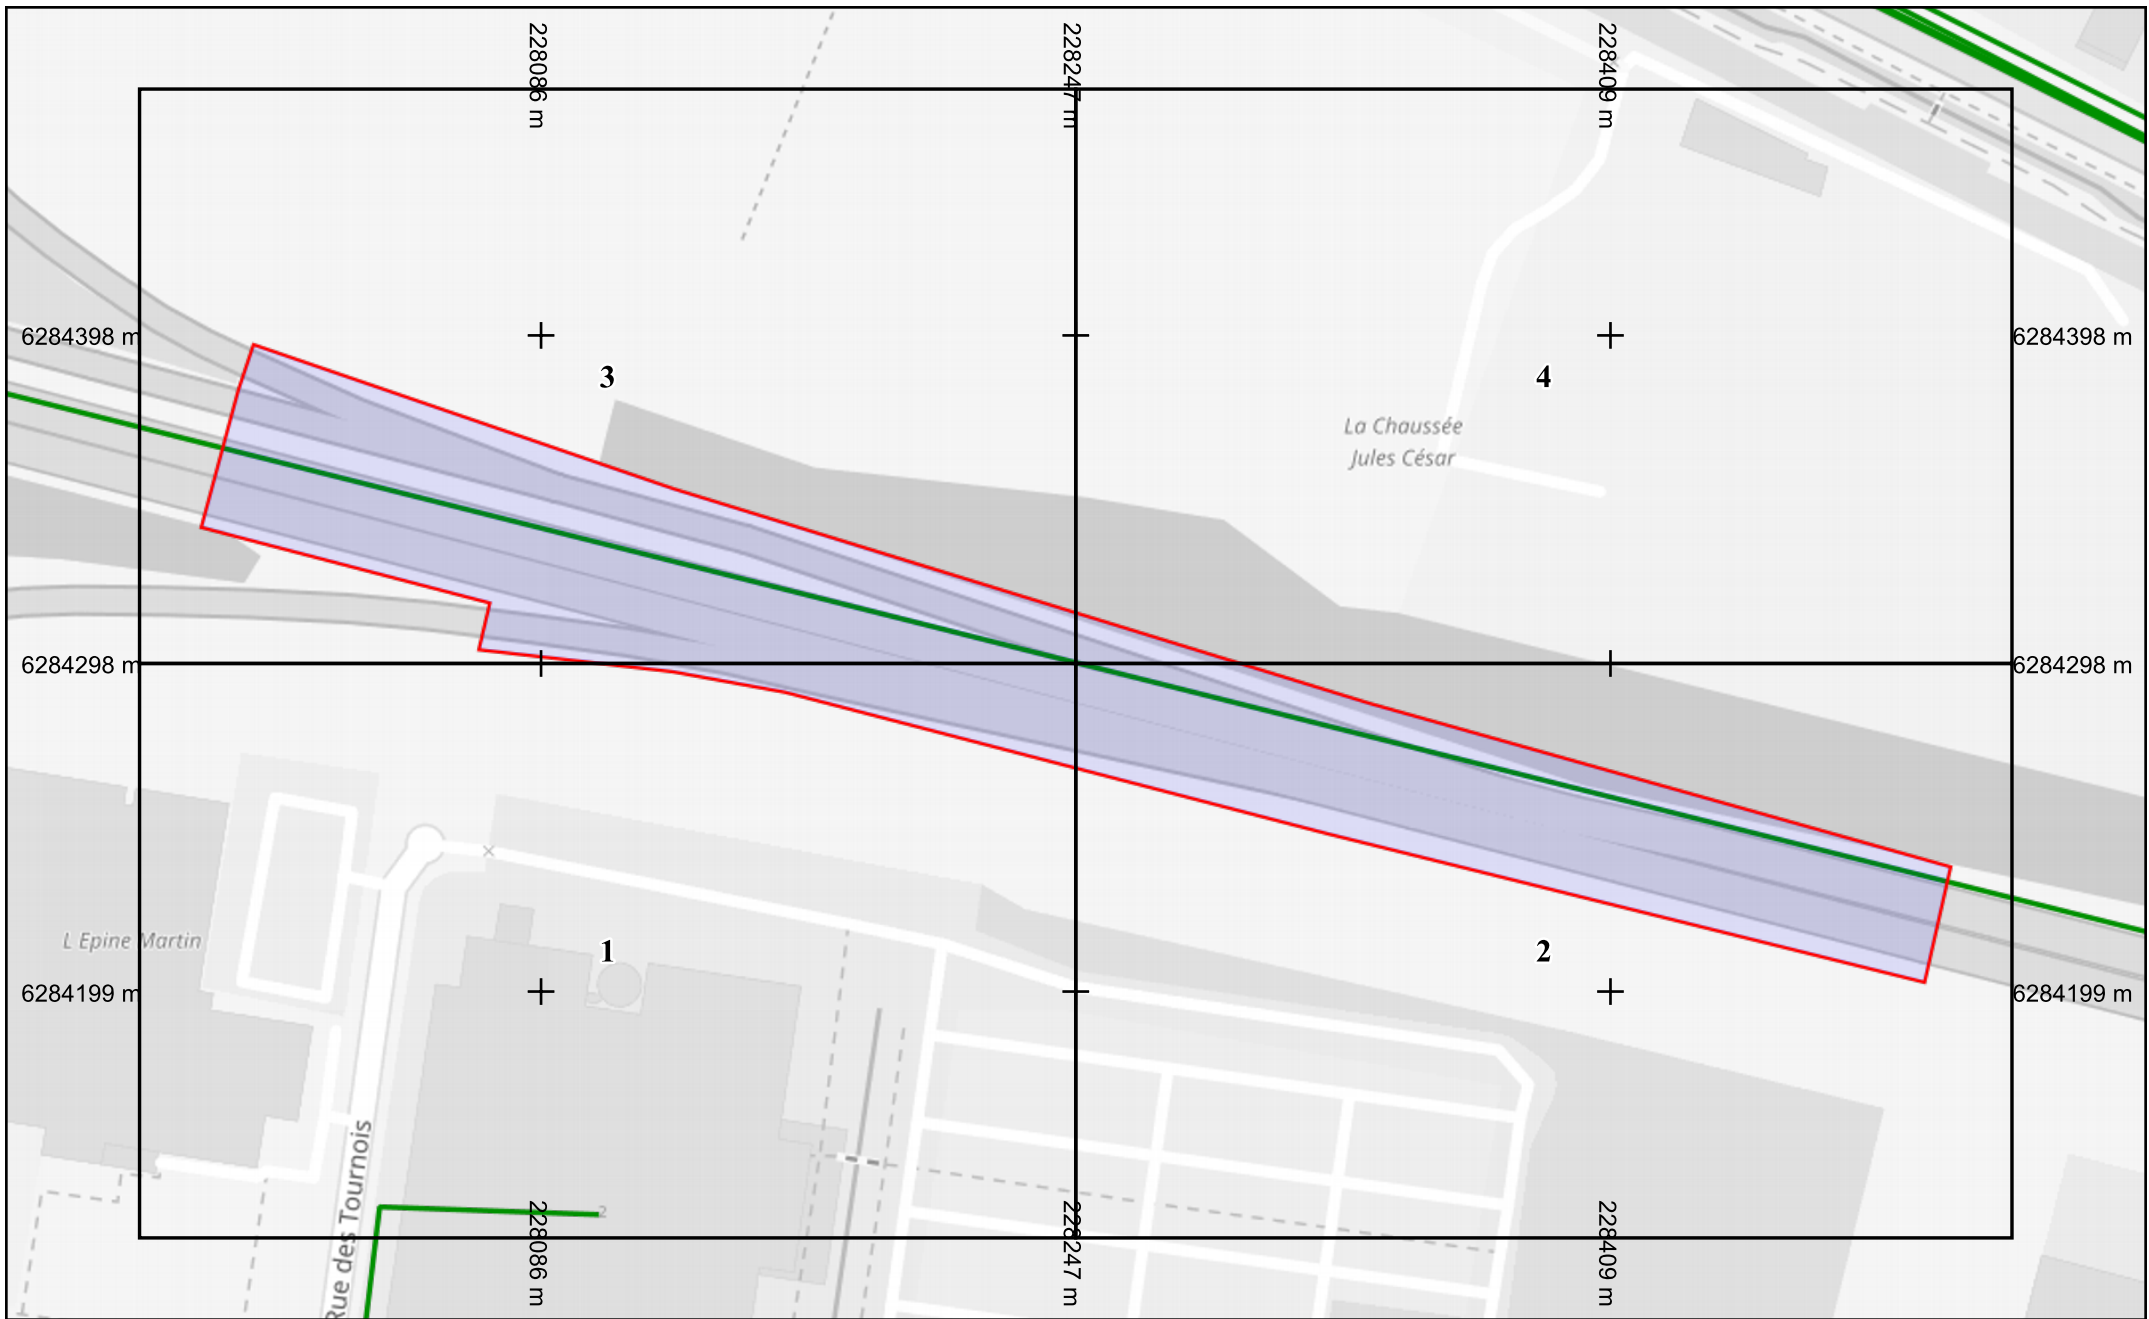 228086 m
228247 m
228409 m
6284398 m
6284398 m
3
4
La Chaussée
Jules César
6284298 m
6284298 m
L Epine Martin
1
2
6284199 m
6284199 m
Rue des Tournois
2
228086 m
228247 m
228409 m